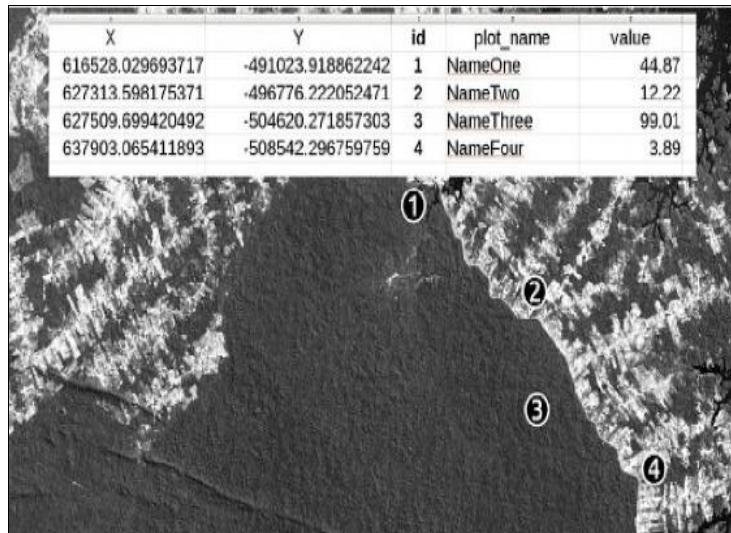 X Y id plot_name value
616528.029693717 -491023.918862242 1 NameOne 44.87
627313.598175371 -496776.222052471 2 NameTwo 12.22
627509.699420492 -504620.271857303 3 NameThree 99.01
637903.065411893 -508542.296759759 4 NameFour 3.89
1
2
3
4